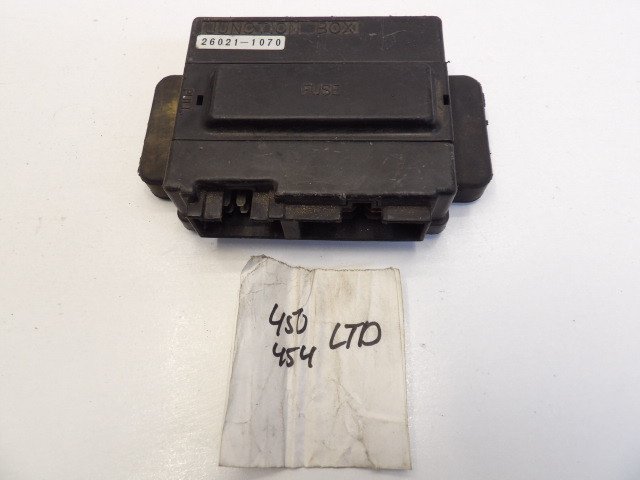 JUNCTION BOX
26021-1070
FUSE
450
454 LTD